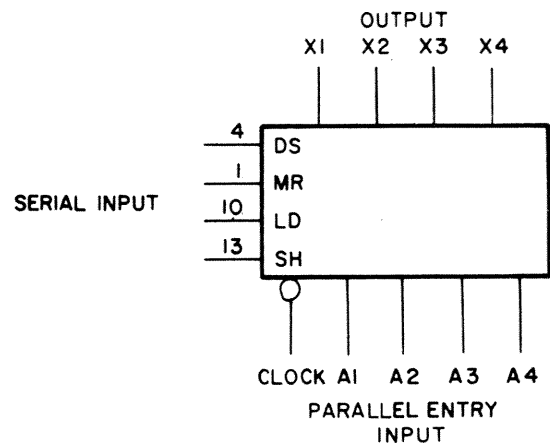 OUTPUT
X1 X2 X3 X4
4 DS
1 MR
SERIAL INPUT
10 LD
13 SH
CLOCK A1 A2 A3 A4
PARALLEL ENTRY
INPUT